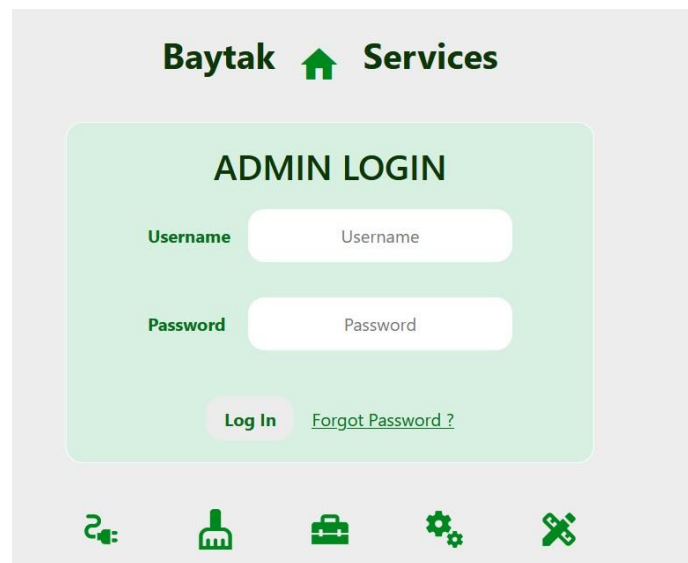 Baytak Services
ADMIN LOGIN
Username Username
Password Password
Log In Forgot Password ?